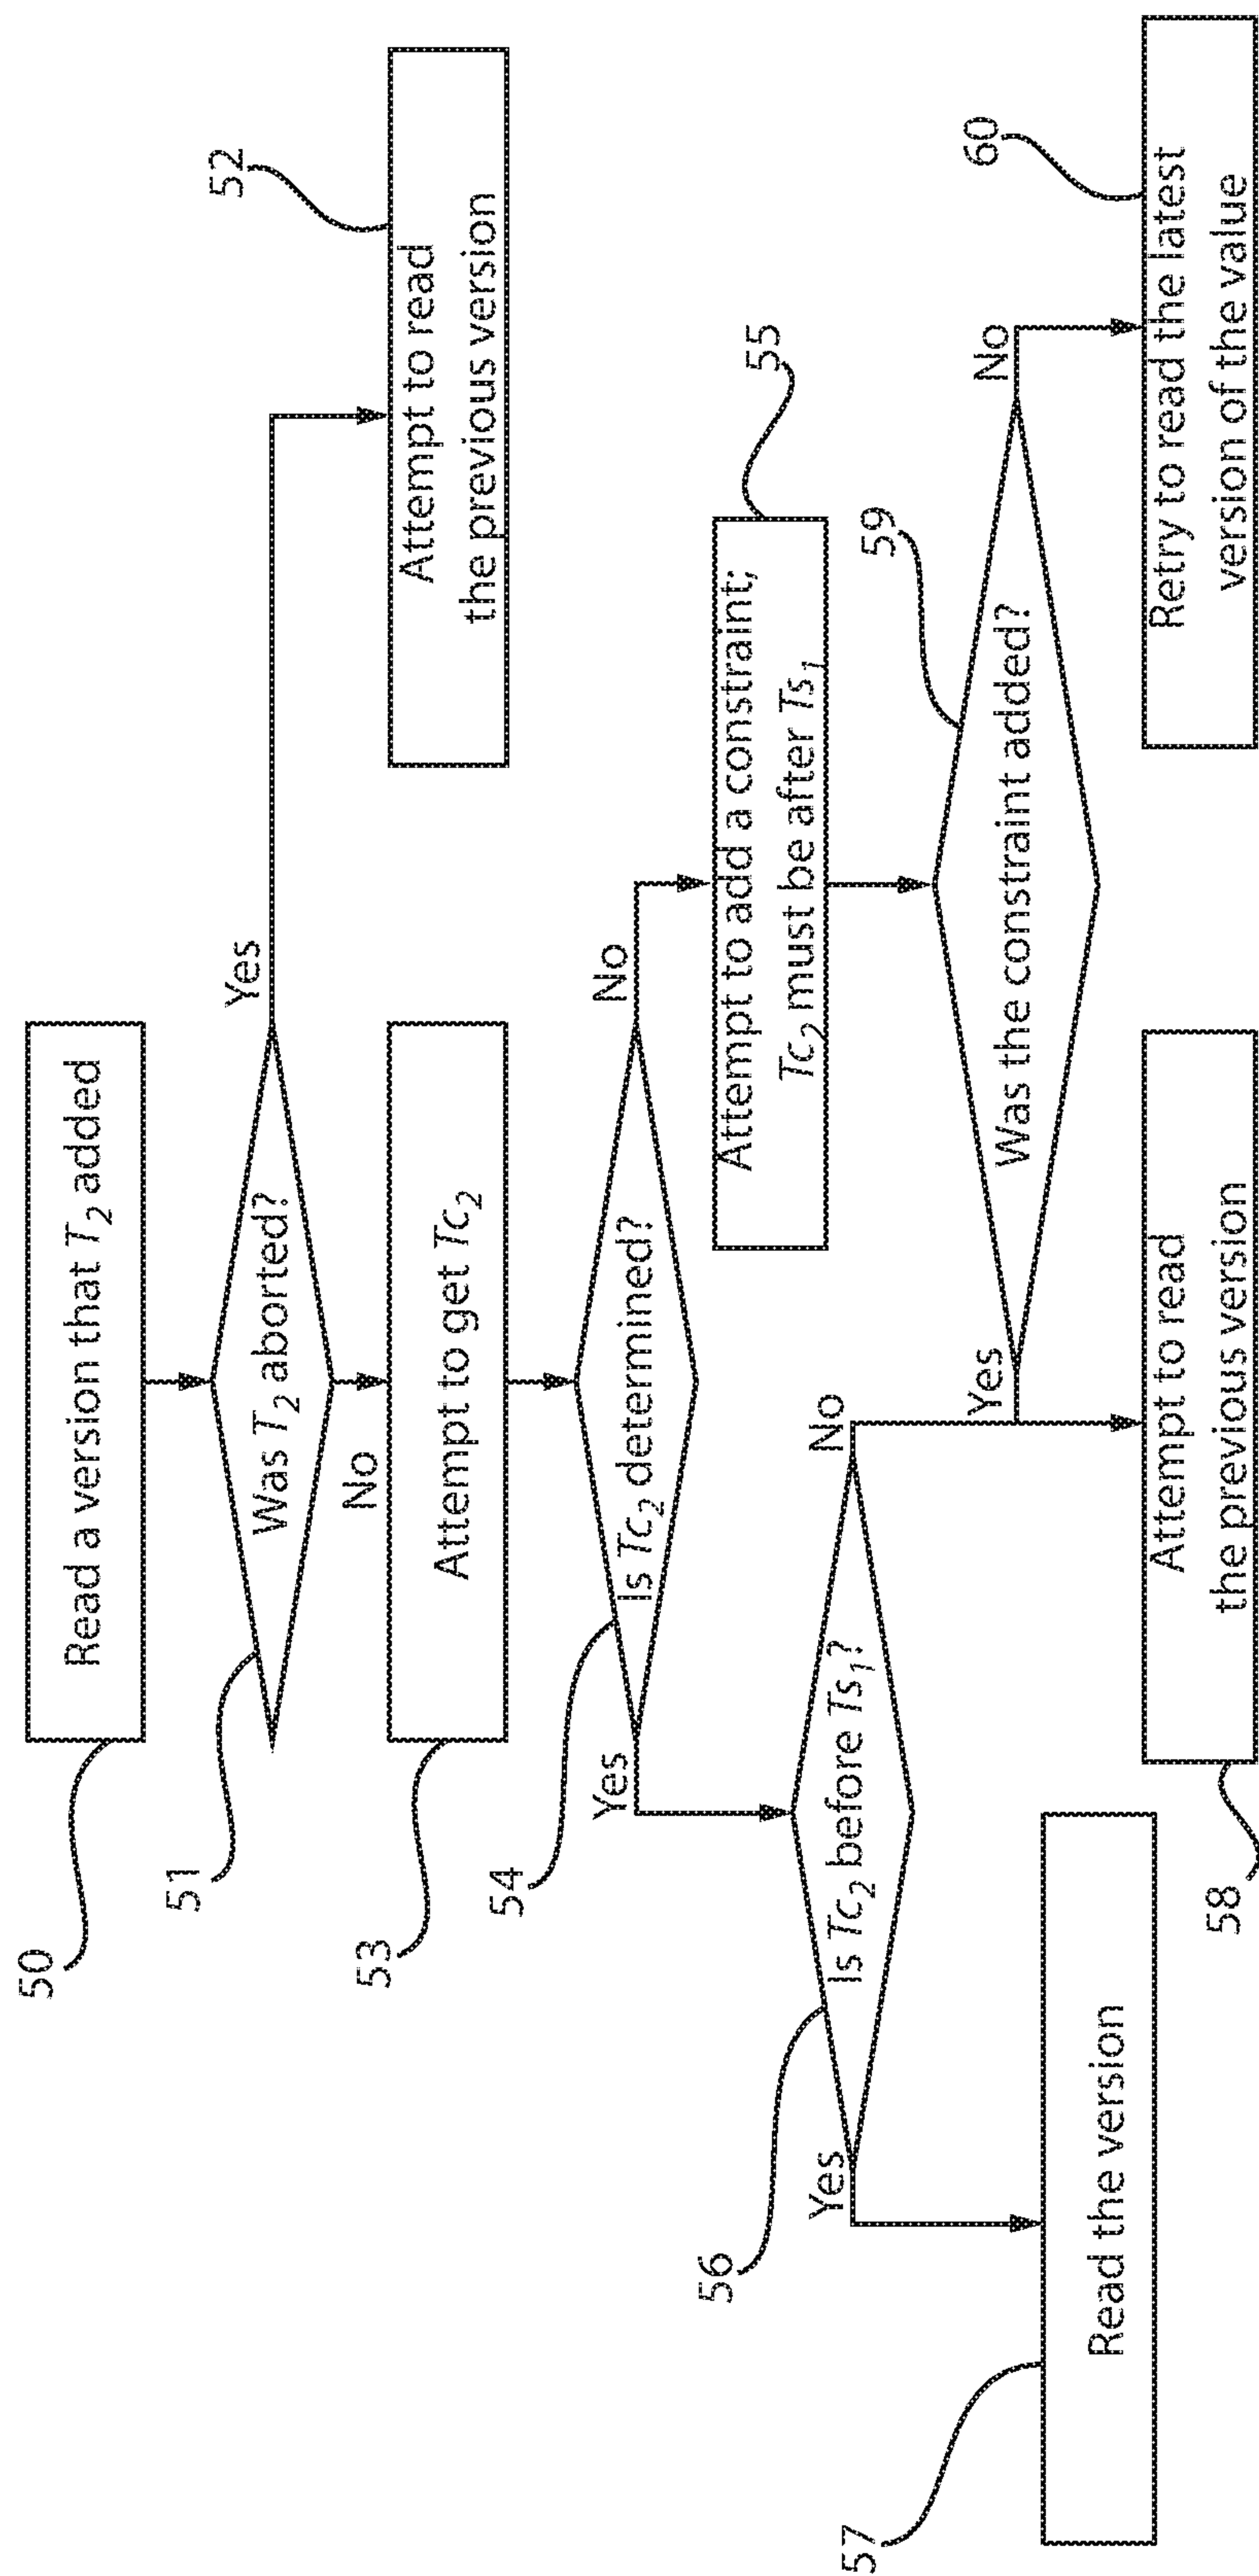 50
Read a version that T₂ added
51
Was T₂ aborted?
Yes
No
52
Attempt to read
the previous version
53
Attempt to get Tc₂
54
Is Tc₂ determined?
Yes
No
55
Attempt to add a constraint;
Tc₂ must be after Ts₁
56
Is Tc₂ before Ts₁?
Yes
No
59
Was the constraint added?
Yes
No
57
Read the version
58
Attempt to read
the previous version
60
Retry to read the latest
version of the value